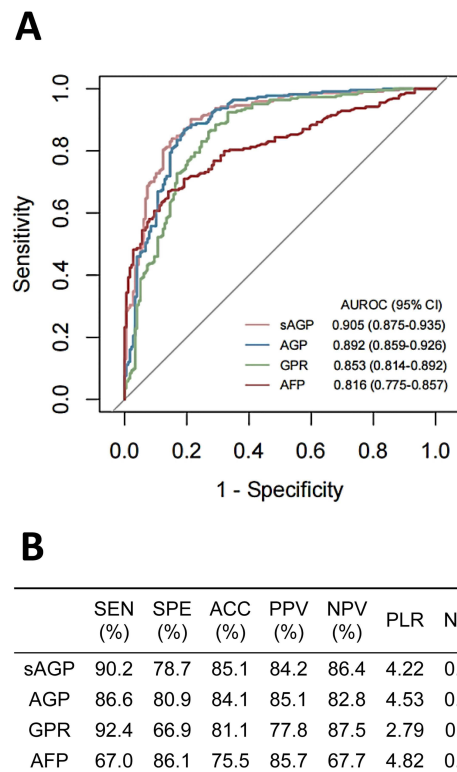 A
1.0
0.8
0.6
0.4
0.2
0.0
Sensitivity
AUROC (95% CI)
sAGP 0.905 (0.875-0.935)
AGP 0.892 (0.859-0.926)
GPR 0.853 (0.814-0.892)
AFP 0.816 (0.775-0.857)
0.0 0.2 0.4 0.6 0.8 1.0
1 - Specificity
B
SEN (%) SPE (%) ACC (%) PPV (%) NPV (%) PLR N
sAGP 90.2 78.7 85.1 84.2 86.4 4.22 0.
AGP 86.6 80.9 84.1 85.1 82.8 4.53 0.
GPR 92.4 66.9 81.1 77.8 87.5 2.79 0.
AFP 67.0 86.1 75.5 85.7 67.7 4.82 0.